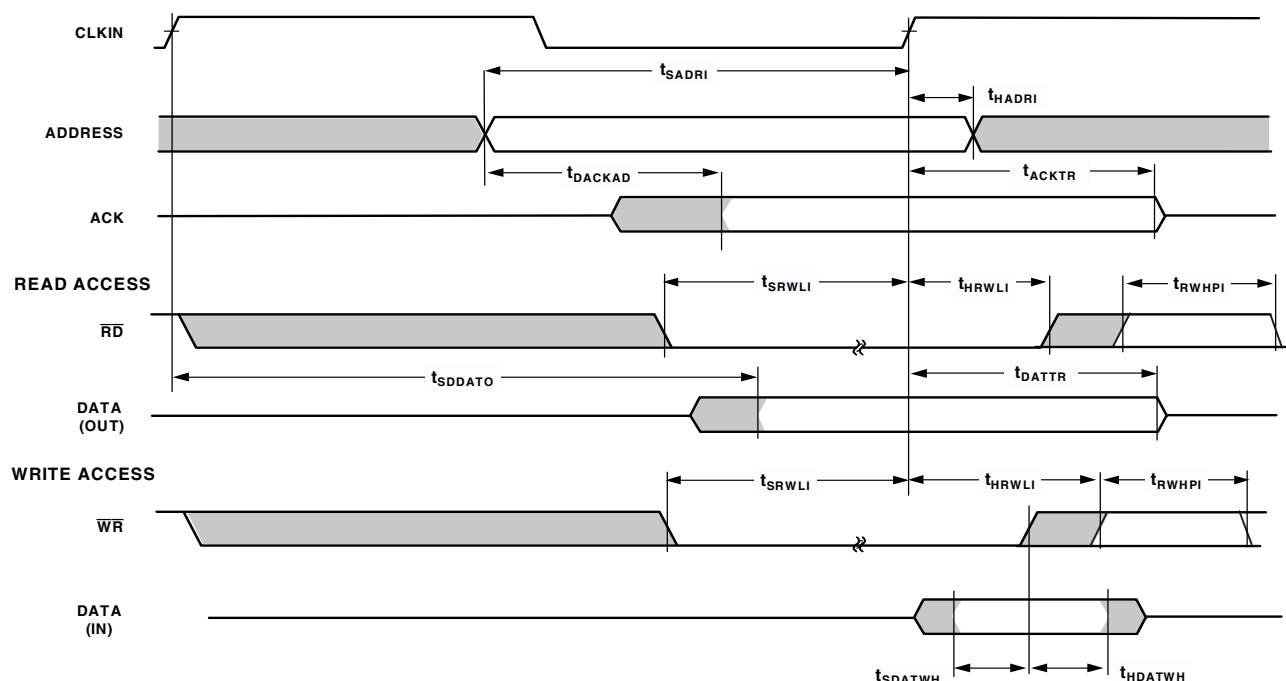 CLKIN
tSADRI
tHADRI
ADDRESS
tDACKAD
tACKTR
ACK
READ ACCESS
tSRWLI
tHRWLI
tRWHPI
RD
tSDDATO
tDATTR
DATA
(OUT)
WRITE ACCESS
tSRWLI
tHRWLI
tRWHPI
WR
DATA
(IN)
tSDATWH
tHDATWH